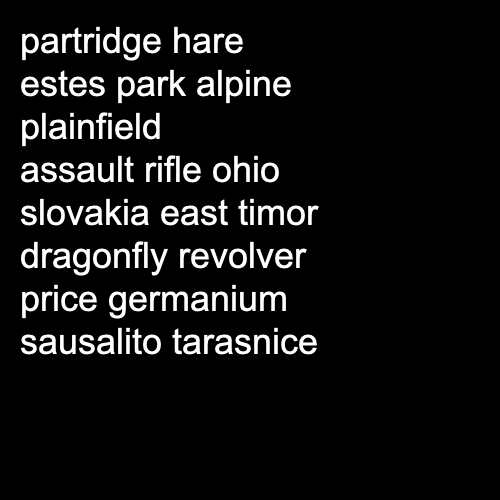 partridge hare
estes park alpine
plainfield
assault rifle ohio
slovakia east timor
dragonfly revolver
price germanium
sausalito tarasnice